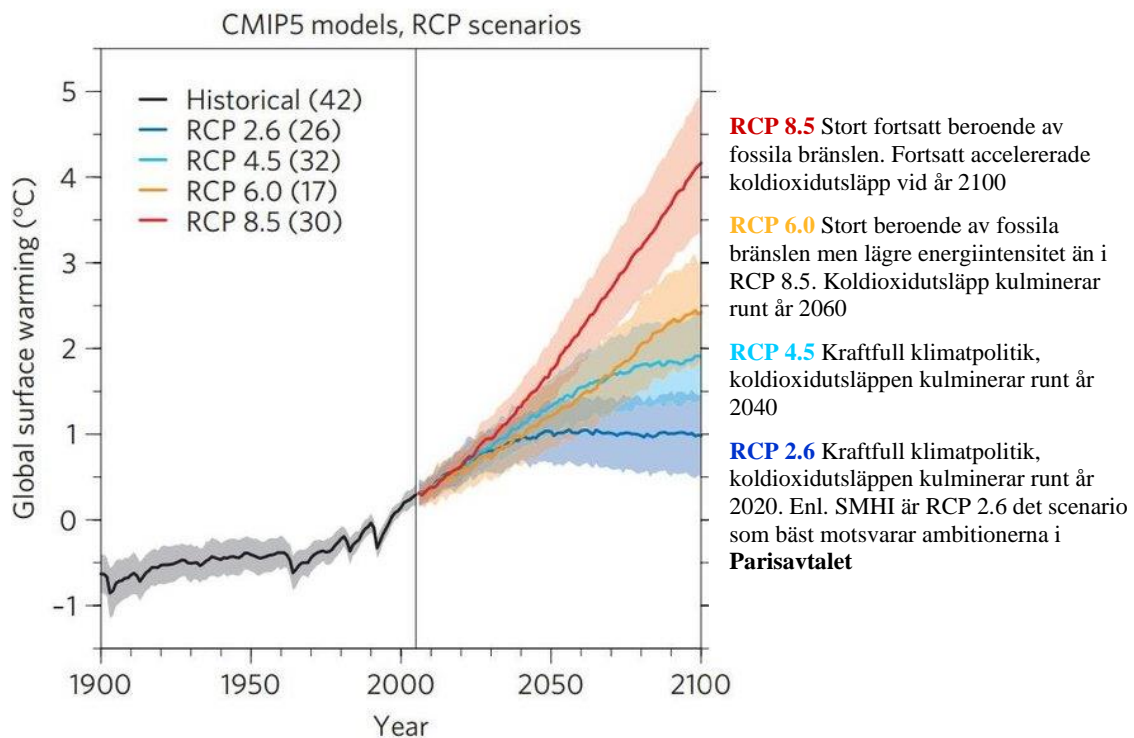 CMIP5 models, RCP scenarios
Historical (42)
RCP 2.6 (26)
RCP 4.5 (32)
RCP 6.0 (17)
RCP 8.5 (30)
Global surface warming (°C)
5
4
3
2
1
0
−1
1900
1950
2000
2050
2100
Year
RCP 8.5 Stort fortsatt beroende av
fossila bränslen. Fortsatt accelererade
koldioxidutsläpp vid år 2100
RCP 6.0 Stort beroende av fossila
bränslen men lägre energiintensitet än i
RCP 8.5. Koldioxidutsläpp kulminerar
runt år 2060
RCP 4.5 Kraftfull klimatpolitik,
koldioxidutsläppen kulminerar runt år
2040
RCP 2.6 Kraftfull klimatpolitik,
koldioxidutsläppen kulminerar runt år
2020. Enl. SMHI är RCP 2.6 det scenario
som bäst motsvarar ambitionerna i
Parisavtalet